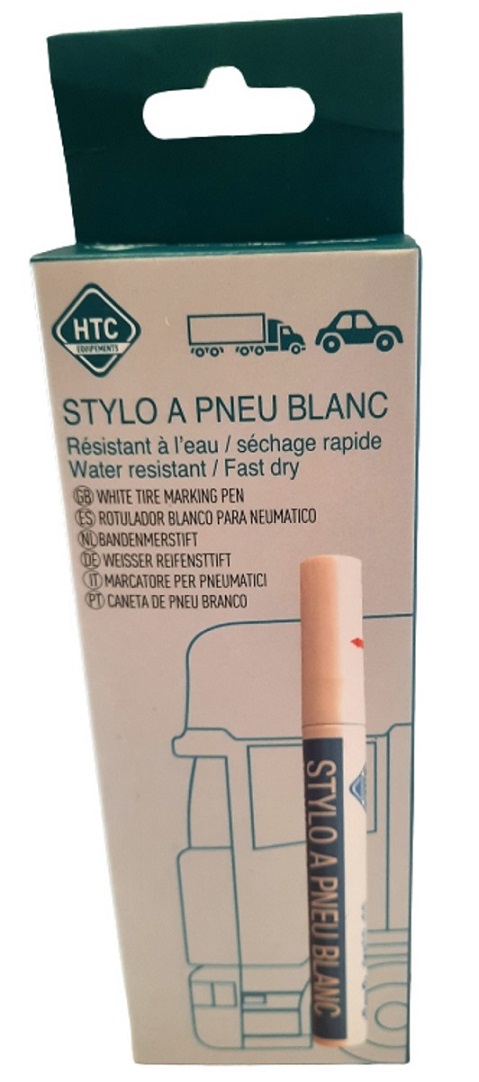 HTC
EQUIPEMENTS
STYLO A PNEU BLANC
Résistant à l'eau / séchage rapide
Water resistant / Fast dry
GB WHITE TIRE MARKING PEN
ES ROTULADOR BLANCO PARA NEUMATICO
NL BANDENMERSTIFT
DE WEISSER REIFENSTTIFT
IT MARCATORE PER PNEUMATICI
PT CANETA DE PNEU BRANCO
STYLO A PNEU BLANC